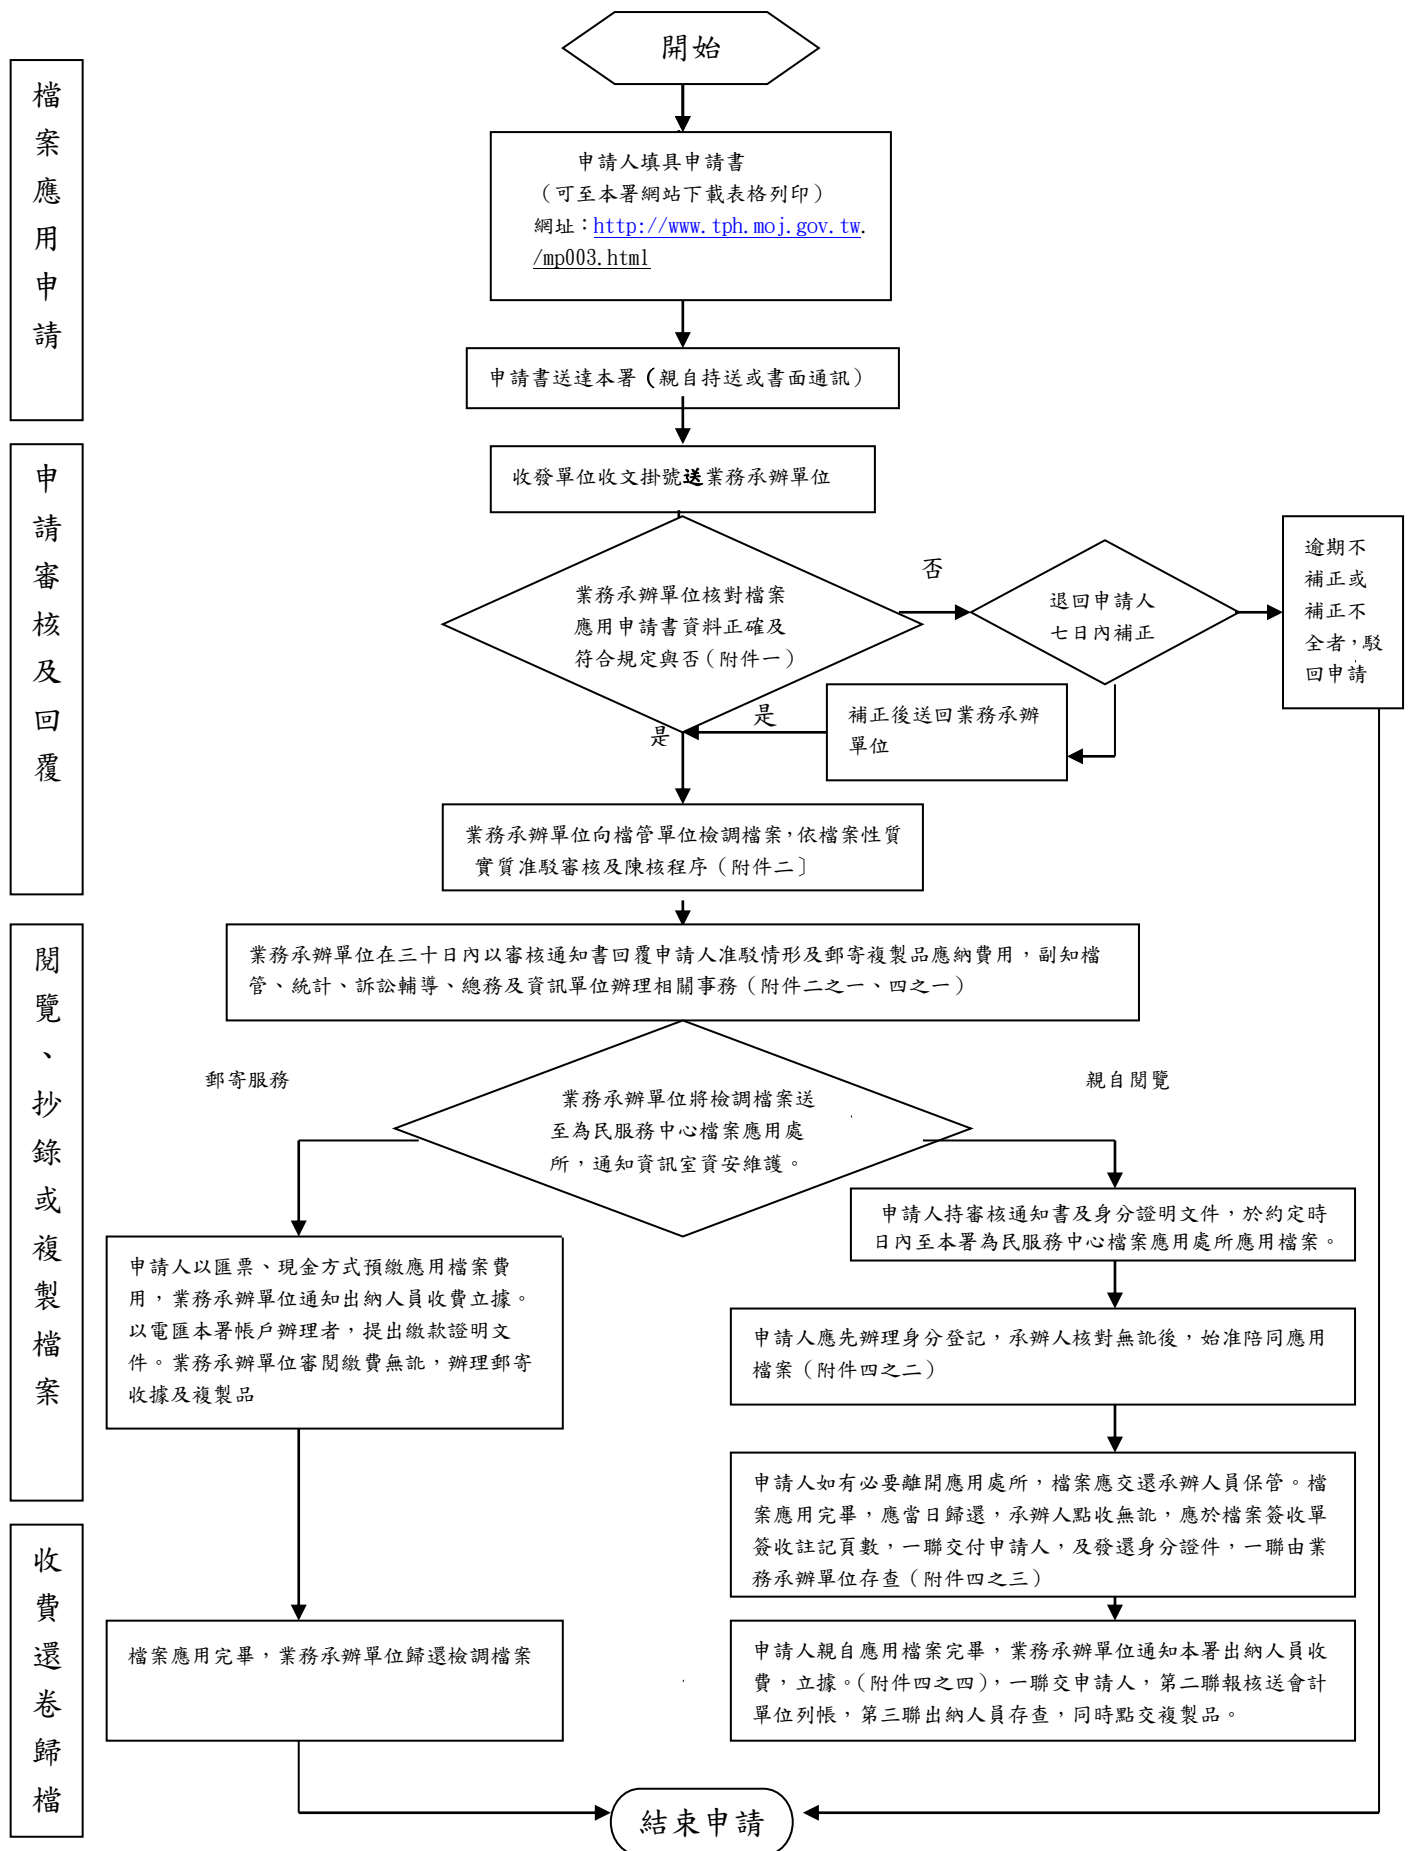 開始
檔案應用申請
申請人填具申請書
（可至本署網站下載表格列印）
網址：http://www.tph.moj.gov.tw.
/mp003.html
申請書送達本署（親自持送或書面通訊）
申請審核及回覆
收發單位收文掛號送業務承辦單位
業務承辦單位核對檔案
應用申請書資料正確及
符合規定與否（附件一）
否
退回申請人
七日內補正
逾期不
補正或
補正不
全者，駁
回申請
是
是
補正後送回業務承辦
單位
業務承辦單位向檔管單位檢調檔案，依檔案性質
實質准駁審核及陳核程序（附件二〕
閱覽、抄錄或複製檔案
業務承辦單位在三十日內以審核通知書回覆申請人准駁情形及郵寄複製品應納費用，副知檔
管、統計、訴訟輔導、總務及資訊單位辦理相關事務（附件二之一、四之一）
郵寄服務
親自閱覽
業務承辦單位將檢調檔案送
至為民服務中心檔案應用處
所，通知資訊室資安維護。
申請人持審核通知書及身分證明文件，於約定時
日內至本署為民服務中心檔案應用處所應用檔案。
申請人以匯票、現金方式預繳應用檔案費
用，業務承辦單位通知出納人員收費立據。
以電匯本署帳戶辦理者，提出繳款證明文
件。業務承辦單位審閱繳費無訛，辦理郵寄
收據及複製品
申請人應先辦理身分登記，承辦人核對無訛後，始准陪同應用
檔案（附件四之二）
申請人如有必要離開應用處所，檔案應交還承辦人員保管。檔
案應用完畢，應當日歸還，承辦人點收無訛，應於檔案簽收單
簽收註記頁數，一聯交付申請人，及發還身分證件，一聯由業
務承辦單位存查（附件四之三）
收費還卷歸檔
檔案應用完畢，業務承辦單位歸還檢調檔案
申請人親自應用檔案完畢，業務承辦單位通知本署出納人員收
費，立據。（附件四之四），一聯交申請人，第二聯報核送會計
單位列帳，第三聯出納人員存查，同時點交複製品。
結束申請